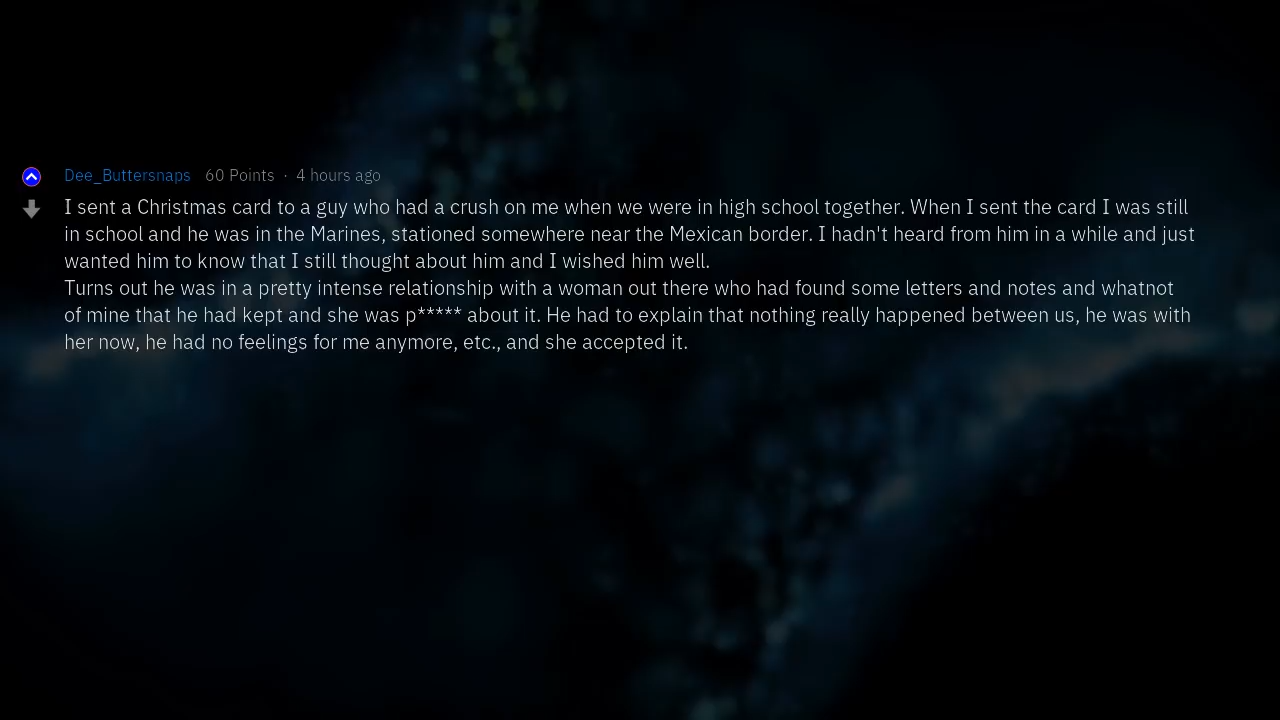 Dee_Buttersnaps 60 Points · 4 hours ago
I sent a Christmas card to a guy who had a crush on me when we were in high school together. When I sent the card I was still
in school and he was in the Marines, stationed somewhere near the Mexican border. I hadn't heard from him in a while and just
wanted him to know that I still thought about him and I wished him well.
Turns out he was in a pretty intense relationship with a woman out there who had found some letters and notes and whatnot
of mine that he had kept and she was p***** about it. He had to explain that nothing really happened between us, he was with
her now, he had no feelings for me anymore, etc., and she accepted it.